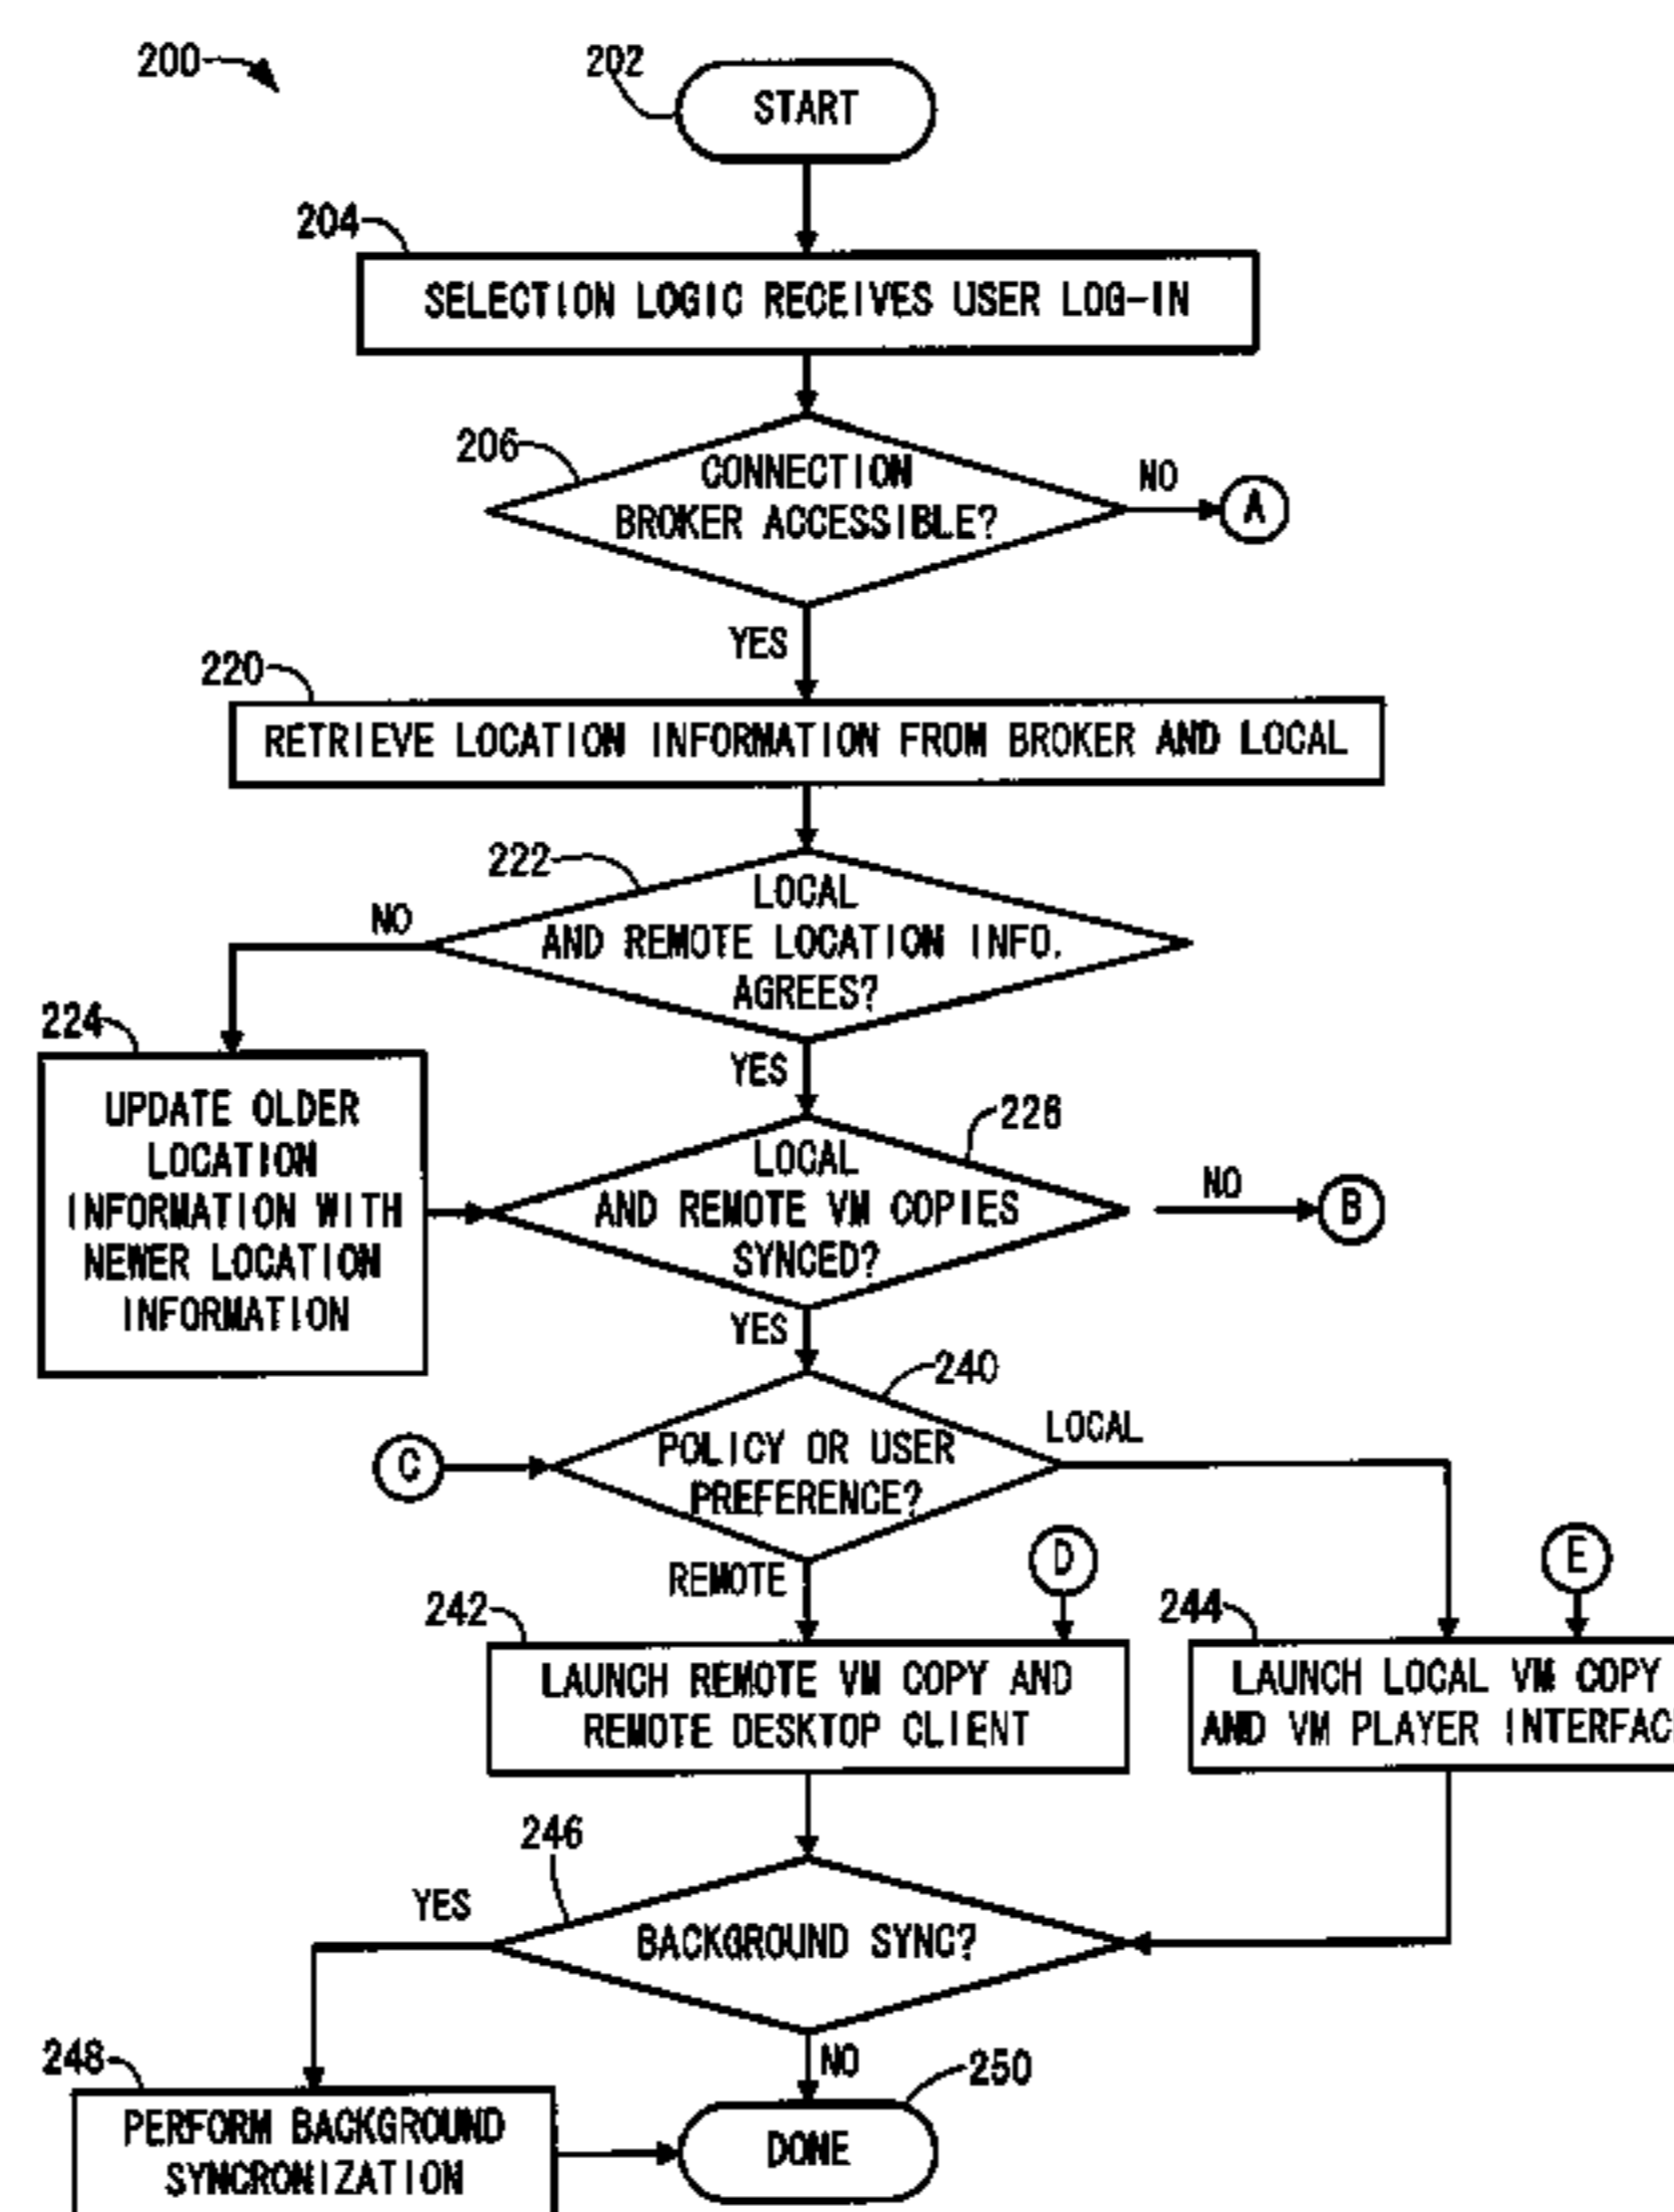 200
202
START
204
SELECTION LOGIC RECEIVES USER LOG-IN
206
CONNECTION
BROKER ACCESSIBLE?
NO
A
YES
220
RETRIEVE LOCATION INFORMATION FROM BROKER AND LOCAL
222
LOCAL
AND REMOTE LOCATION INFO.
AGREES?
NO
224
YES
UPDATE OLDER
LOCATION
INFORMATION WITH
NEWER LOCATION
INFORMATION
226
LOCAL
AND REMOTE VM COPIES
SYNCED?
NO
B
YES
240
C
POLICY OR USER
PREFERENCE?
LOCAL
REMOTE
D
E
242
LAUNCH REMOTE VM COPY AND
REMOTE DESKTOP CLIENT
244
LAUNCH LOCAL VM COPY
AND VM PLAYER INTERFAC
246
YES
BACKGROUND SYNC?
NO
248
PERFORM BACKGROUND
SYNCRONIZATION
250
DONE